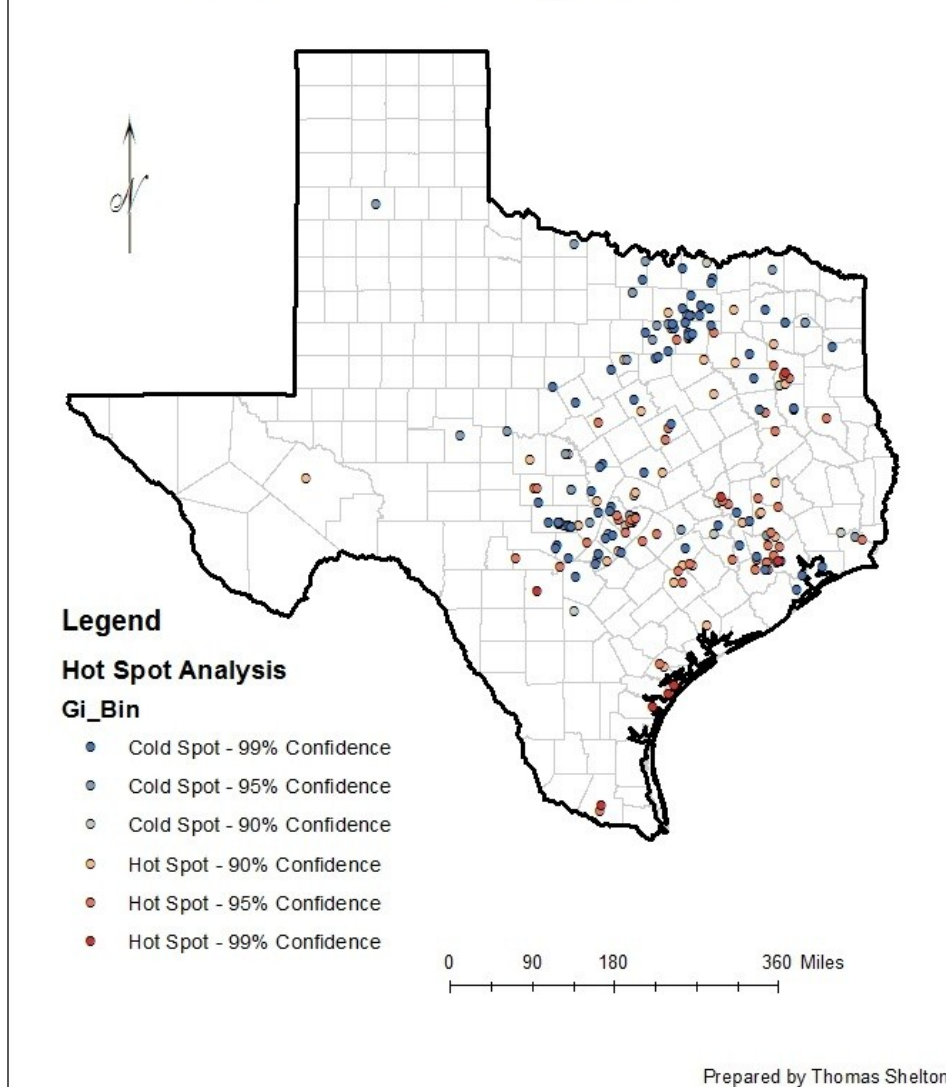 N
Legend
Hot Spot Analysis
Gi_Bin
Cold Spot - 99% Confidence
Cold Spot - 95% Confidence
Cold Spot - 90% Confidence
Hot Spot - 90% Confidence
Hot Spot - 95% Confidence
Hot Spot - 99% Confidence
0 90 180 360 Miles
Prepared by Thomas Shelton